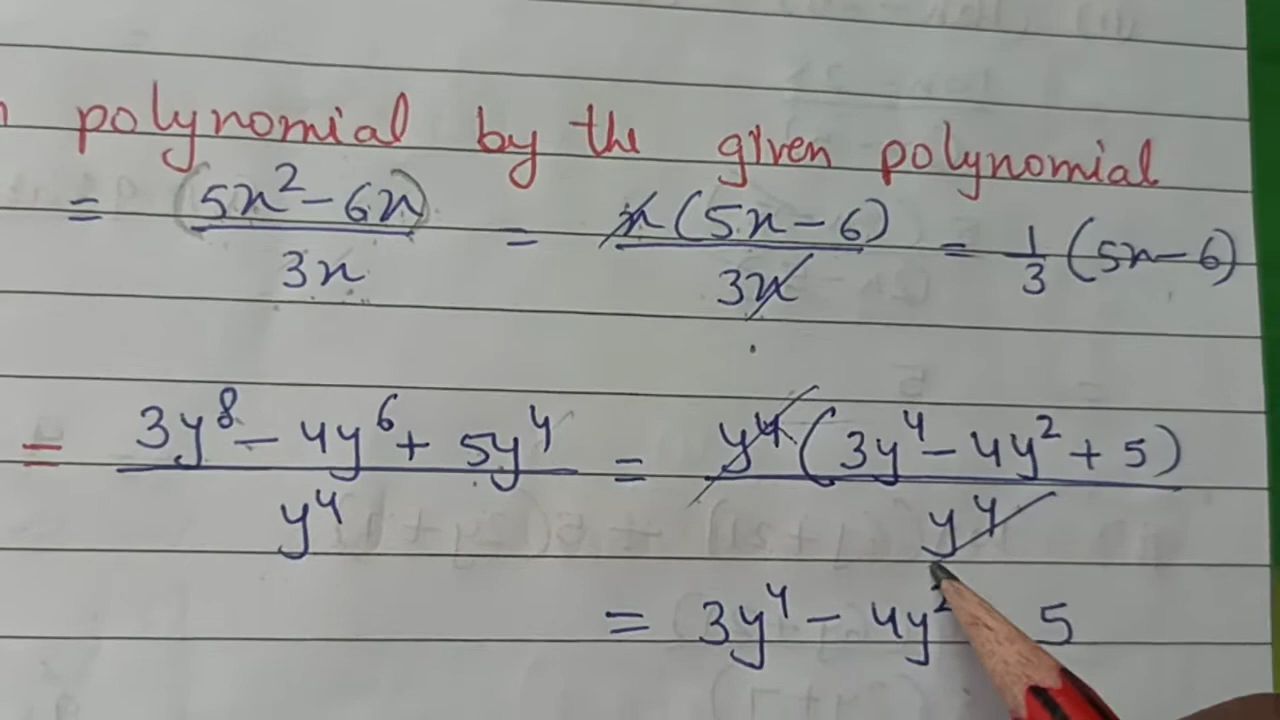 polynomial by the given polynomial
= (5x² - 6x) / 3x = x(5x - 6) / 3x = 1/3 (5x - 6)
= 3y⁸ - 4y⁶ + 5y⁴ / y⁴ = y⁴(3y⁴ - 4y² + 5) / y⁴
= 3y⁴ - 4y² 5